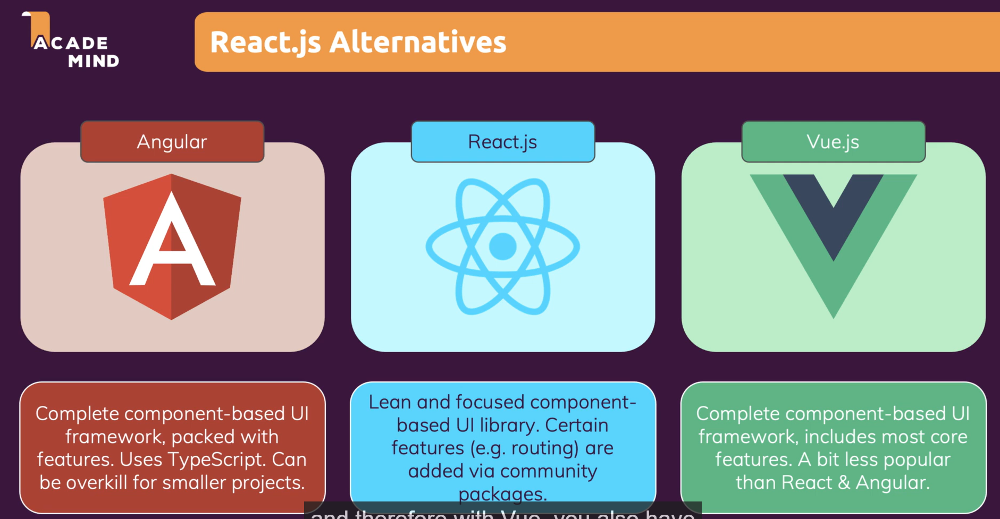 ACADE
MIND
React.js Alternatives
Angular
Complete component-based UI
framework, packed with
features. Uses TypeScript. Can
be overkill for smaller projects.
React.js
Lean and focused component-
based UI library. Certain
features (e.g. routing) are
added via community
packages.
Vue.js
Complete component-based UI
framework, includes most core
features. A bit less popular
than React & Angular.
and therefore with Vue, you also have